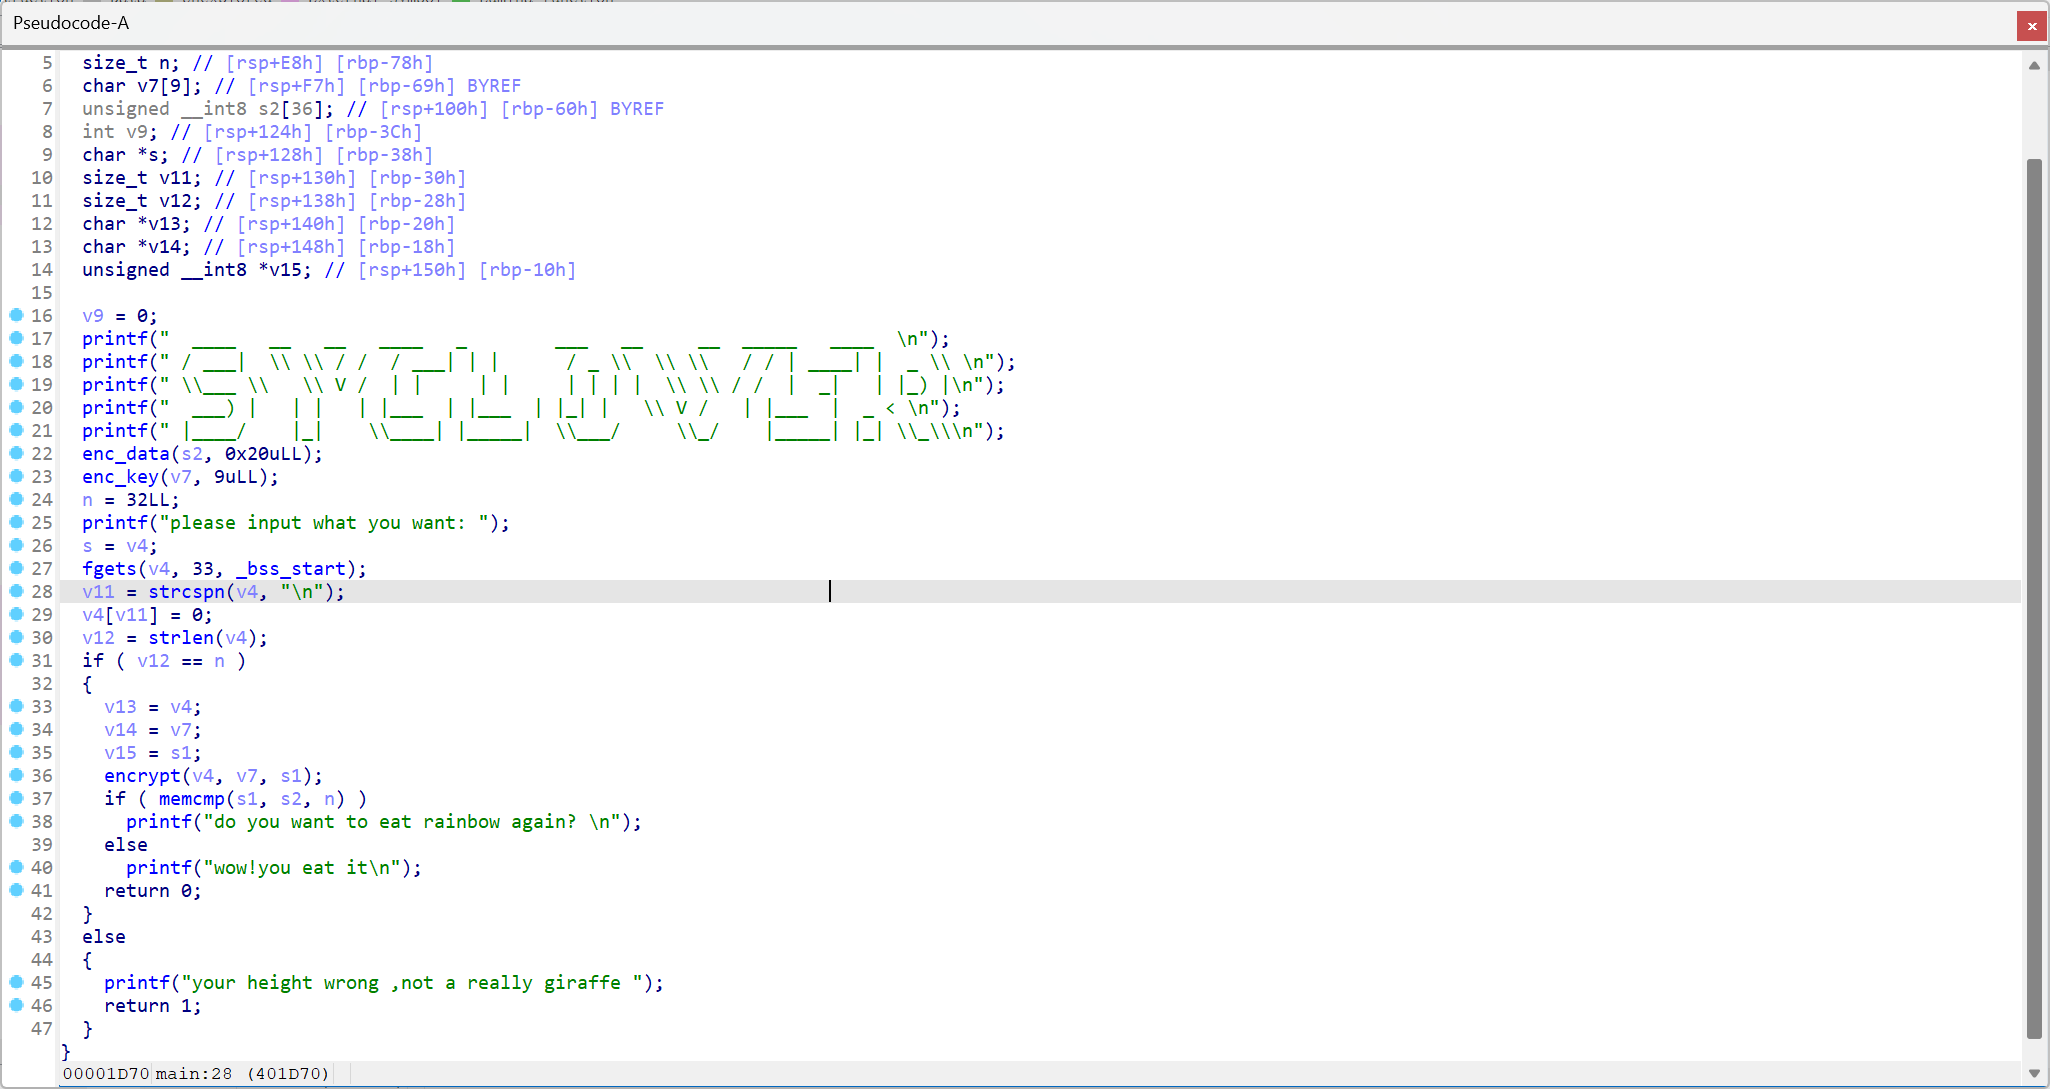 Pseudocode-A
5 size_t n; // [rsp+E8h] [rbp-78h]
6 char v7[9]; // [rsp+F7h] [rbp-69h] BYREF
7 unsigned __int8 s2[36]; // [rsp+100h] [rbp-60h] BYREF
8 int v9; // [rsp+124h] [rbp-3Ch]
9 char *s; // [rsp+128h] [rbp-38h]
10 size_t v11; // [rsp+130h] [rbp-30h]
11 size_t v12; // [rsp+138h] [rbp-28h]
12 char *v13; // [rsp+140h] [rbp-20h]
13 char *v14; // [rsp+148h] [rbp-18h]
14 unsigned __int8 *v15; // [rsp+150h] [rbp-10h]
15
16 v9 = 0;
17 printf("  ____   __   __   ____   _        ___   __     __  _____   ____  \n");
18 printf(" / ___|  \\ \\ / /  / ___| | |      / _ \\  \\ \\   / / | ____| |  _ \\ \n");
19 printf(" \\___ \\   \\ V /  | |     | |     | | | |  \\ \\ / /  |  _|   | |_) |\n");
20 printf("  ___) |   | |    | |___  | |___  | |_| |   \\ V /   | |___  |  _ < \n");
21 printf(" |____/    |_|    \\____| |_____|  \\___/     \\_/    |_____| |_| \\_\\\n");
22 enc_data(s2, 0x20uLL);
23 enc_key(v7, 9uLL);
24 n = 32LL;
25 printf("please input what you want: ");
26 s = v4;
27 fgets(v4, 33, _bss_start);
28 v11 = strcspn(v4, "\n");
29 v4[v11] = 0;
30 v12 = strlen(v4);
31 if ( v12 == n )
32 {
33 v13 = v4;
34 v14 = v7;
35 v15 = s1;
36 encrypt(v4, v7, s1);
37 if ( memcmp(s1, s2, n) )
38 printf("do you want to eat rainbow again? \n");
39 else
40 printf("wow!you eat it\n");
41 return 0;
42 }
43 else
44 {
45 printf("your height wrong ,not a really giraffe ");
46 return 1;
47 }
}
00001D70 main:28 (401D70)